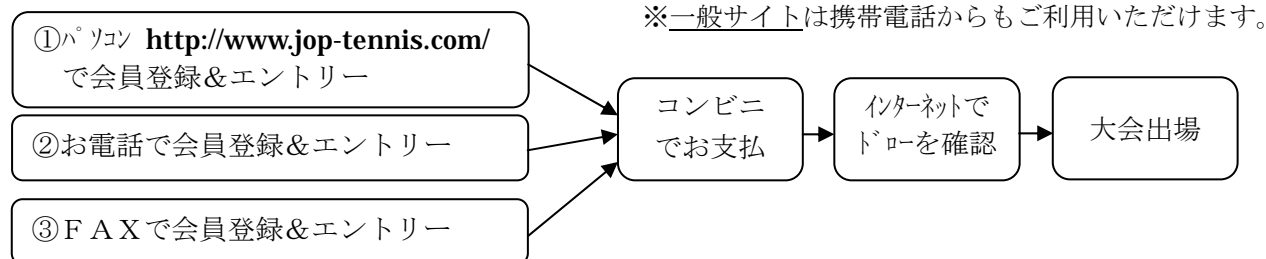 ※一般サイトは携帯電話からもご利用いただけます。
①ﾊﾟｿｺﾝ http://www.jop-tennis.com/
で会員登録&エントリー
②お電話で会員登録&エントリー
③ＦＡＸで会員登録&エントリー
コンビニ
でお支払
ｲﾝﾀｰﾈｯﾄで
ﾄﾞﾛｰを確認
大会出場